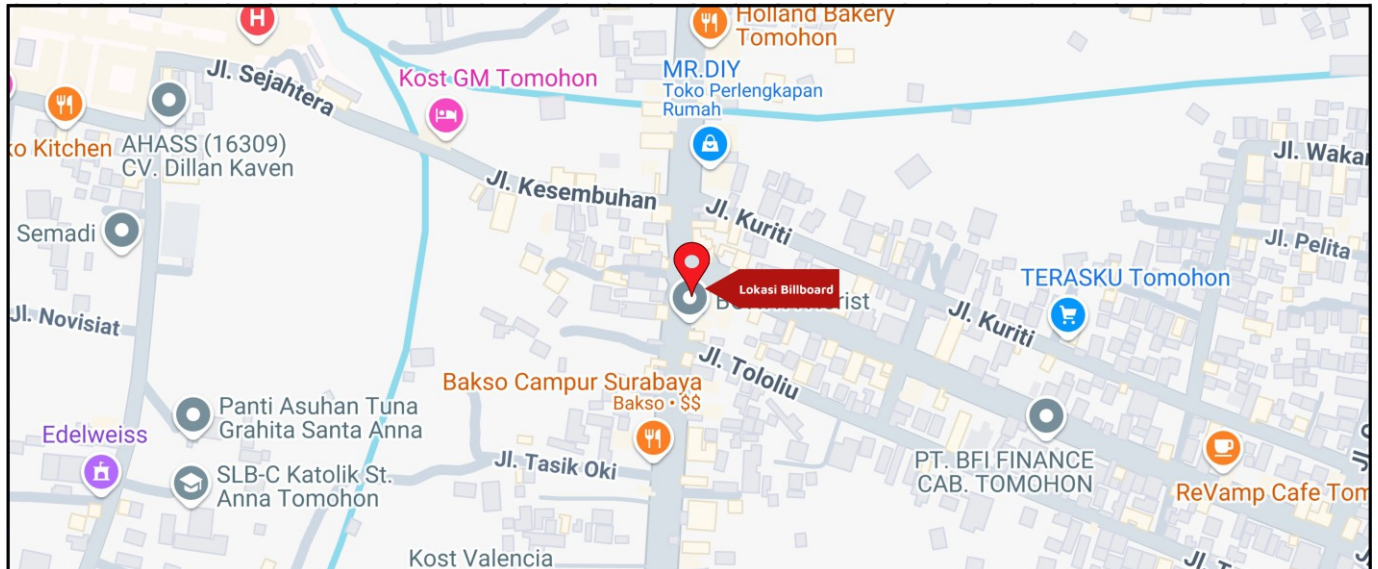 H
Holland Bakery
Tomohon
Jl. Sejahtera
Kost GM Tomohon
MR.DIY
Toko Perlengkapan
Rumah
ko Kitchen
AHASS (16309)
CV. Dillan Kaven
Jl. Wakan
Jl. Kesembuhan
Jl. Kuriti
Semadi
Jl. Pelita
TERASKU Tomohon
Lokasi Billboard
Jl. Novisiat
Jl. Kuriti
Jl. Tololiu
Bakso Campur Surabaya
Bakso • $$
Panti Asuhan Tuna
Grahita Santa Anna
Edelweiss
Jl. Tasik Oki
SLB-C Katolik St.
Anna Tomohon
PT. BFI FINANCE
CAB. TOMOHON
ReVamp Cafe Tom
Kost Valencia